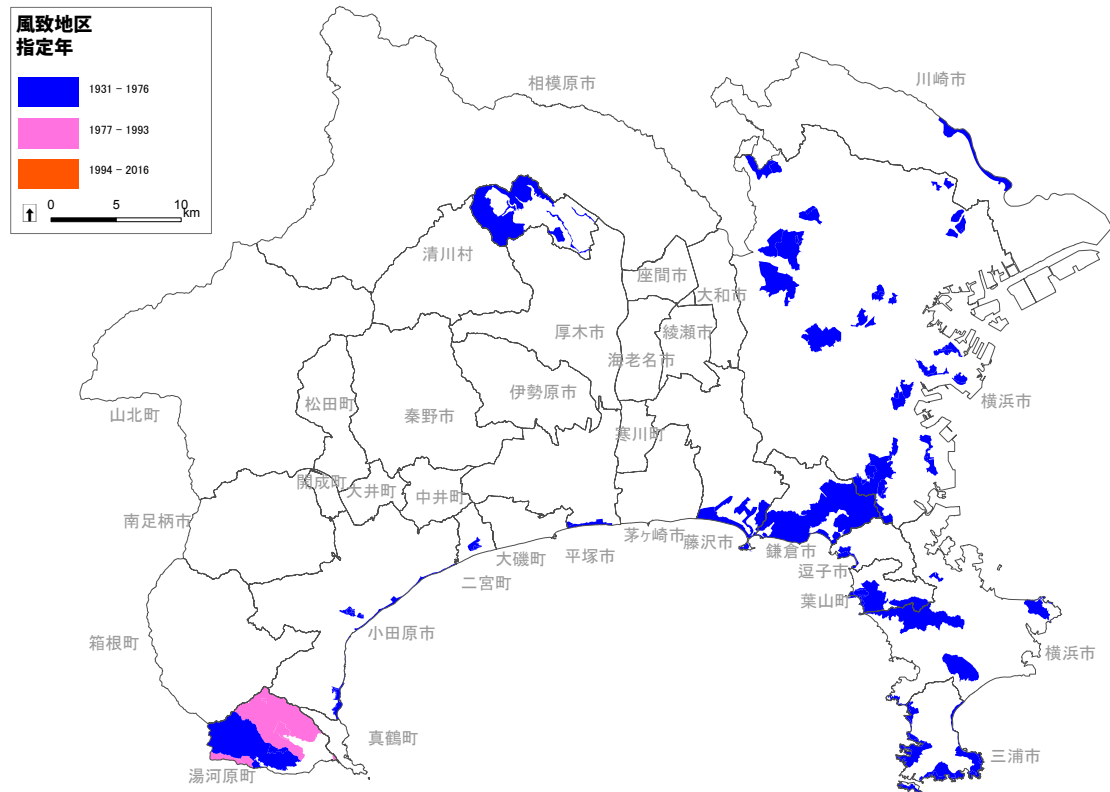 風致地区
指定年
1931 - 1976
1977 - 1993
1994 - 2016
0 5 10
km
相模原市
川崎市
清川村
座間市
大和市
厚木市
綾瀬市
海老名市
伊勢原市
横浜市
山北町
松田町
秦野市
寒川町
開成町
大井町
中井町
南足柄市
茅ヶ崎市
藤沢市
鎌倉市
大磯町
平塚市
二宮町
逗子市
葉山町
小田原市
箱根町
横浜市
真鶴町
三浦市
湯河原町